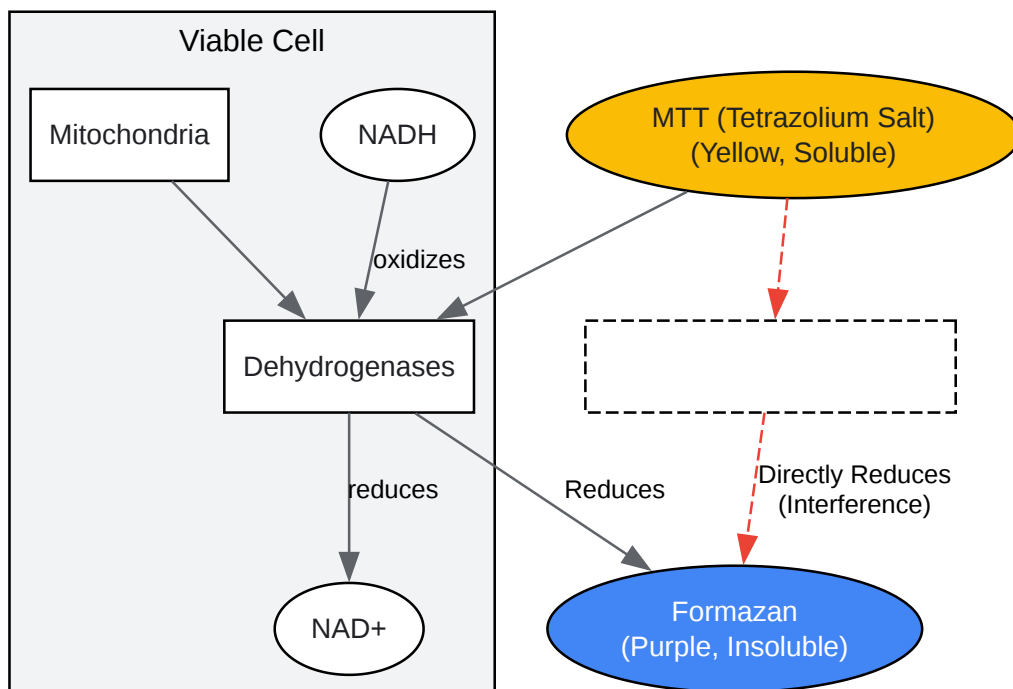 Viable Cell
Mitochondria
NADH
MTT (Tetrazolium Salt)
(Yellow, Soluble)
oxidizes
Dehydrogenases
reduces
Reduces
Directly Reduces
(Interference)
NAD+
Formazan
(Purple, Insoluble)